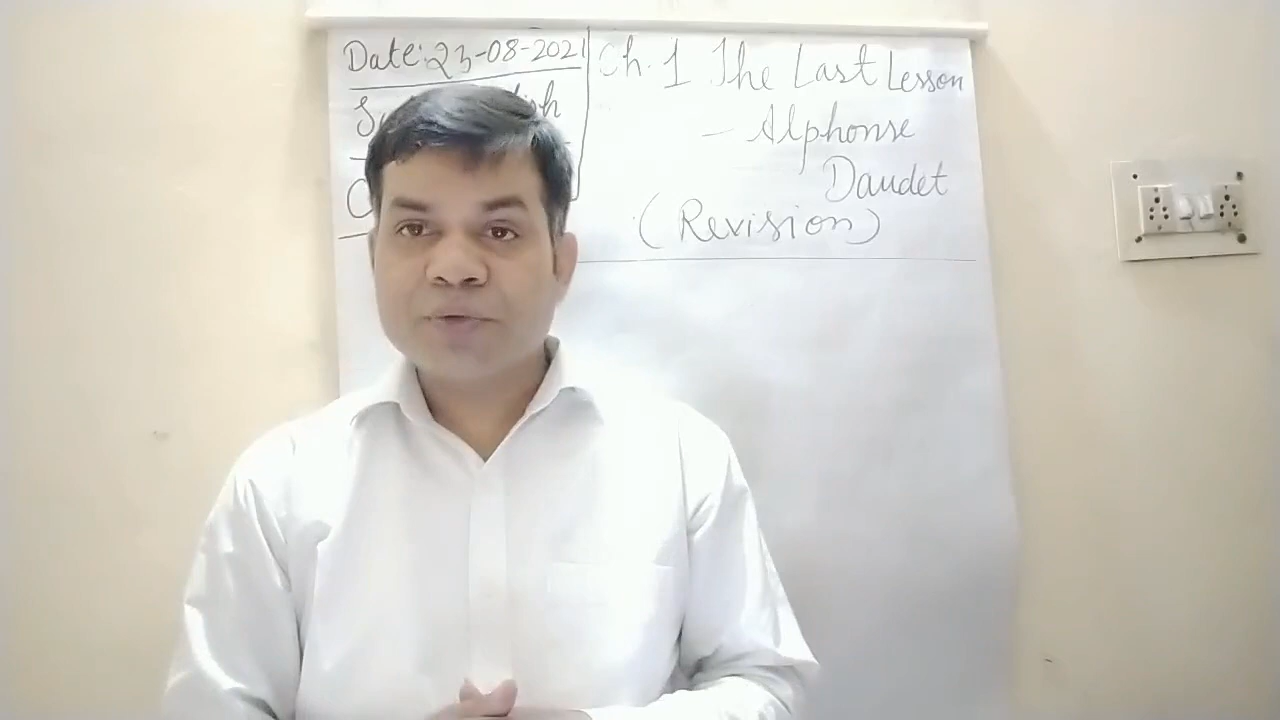 Date: 23-08-2021
Ch. 1 The Last Lesson
- Alphonse
Daudet
(Revision)